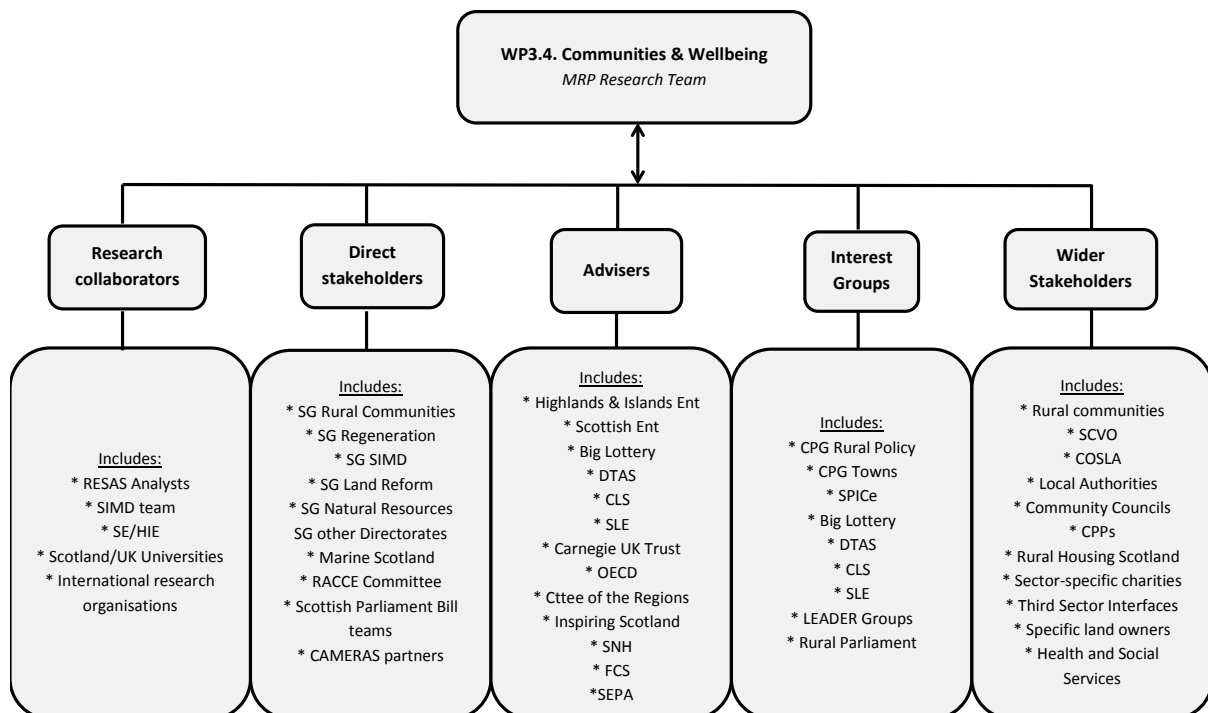 WP3.4. Communities & Wellbeing
MRP Research Team
Research
collaborators
Direct
stakeholders
Advisers
Interest
Groups
Wider
Stakeholders
Includes:
* RESAS Analysts
* SIMD team
* SE/HIE
* Scotland/UK Universities
* International research
organisations
Includes:
* SG Rural Communities
* SG Regeneration
* SG SIMD
* SG Land Reform
* SG Natural Resources
SG other Directorates
* Marine Scotland
* RACCE Committee
* Scottish Parliament Bill
teams
* CAMERAS partners
Includes:
* Highlands & Islands Ent
* Scottish Ent
* Big Lottery
* DTAS
* CLS
* SLE
* Carnegie UK Trust
* OECD
* Cttee of the Regions
* Inspiring Scotland
* SNH
* FCS
*SEPA
Includes:
* CPG Rural Policy
* CPG Towns
* SPICe
* Big Lottery
* DTAS
* CLS
* SLE
* LEADER Groups
* Rural Parliament
Includes:
* Rural communities
* SCVO
* COSLA
* Local Authorities
* Community Councils
* CPPs
* Rural Housing Scotland
* Sector-specific charities
* Third Sector Interfaces
* Specific land owners
* Health and Social
Services